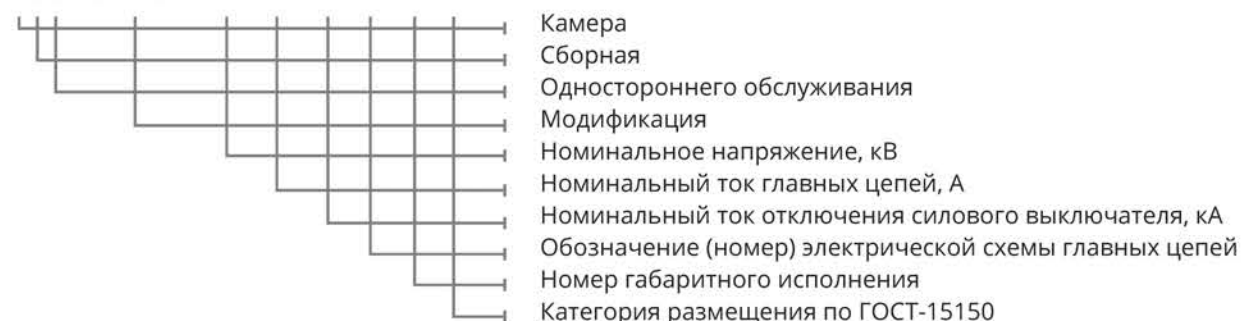 Камера
Сборная
Одностороннего обслуживания
Модификация
Номинальное напряжение, кВ
Номинальный ток главных цепей, А
Номинальный ток отключения силового выключателя, кА
Обозначение (номер) электрической схемы главных цепей
Номер габаритного исполнения
Категория размещения по ГОСТ-15150